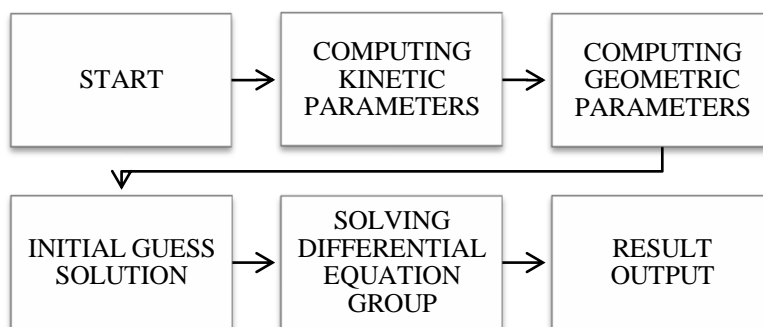 START
COMPUTING
KINETIC
PARAMETERS
COMPUTING
GEOMETRIC
PARAMETERS
INITIAL GUESS
SOLUTION
SOLVING
DIFFERENTIAL
EQUATION
GROUP
RESULT
OUTPUT